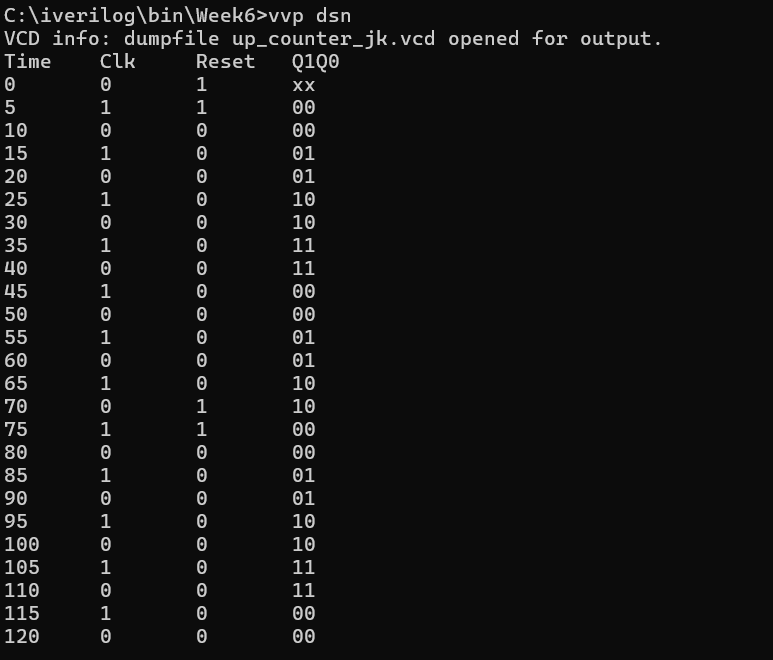 C:\iverilog\bin\Week6>vvp dsn
VCD info: dumpfile up_counter_jk.vcd opened for output.
Time    Clk     Reset   Q1Q0
0       0       1       xx
5       1       1       00
10      0       0       00
15      1       0       01
20      0       0       01
25      1       0       10
30      0       0       10
35      1       0       11
40      0       0       11
45      1       0       00
50      0       0       00
55      1       0       01
60      0       0       01
65      1       0       10
70      0       1       10
75      1       1       00
80      0       0       00
85      1       0       01
90      0       0       01
95      1       0       10
100     0       0       10
105     1       0       11
110     0       0       11
115     1       0       00
120     0       0       00